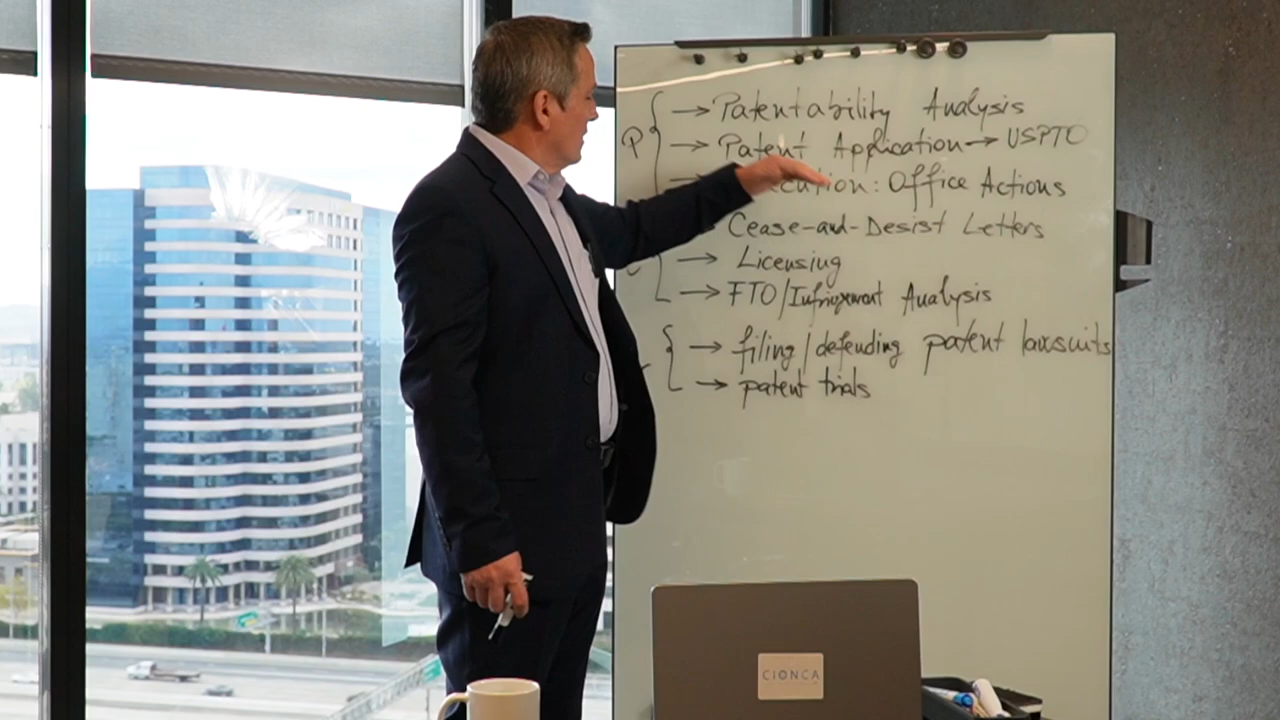 → Patentability Analysis
P { → Patent Application → USPTO
→ cution: Office Actions
Cease-and-Desist Letters
→ Licensing
→ FTO/Infringement Analysis
{ → filing/defending patent lawsuits
→ patent trials
CIONCA